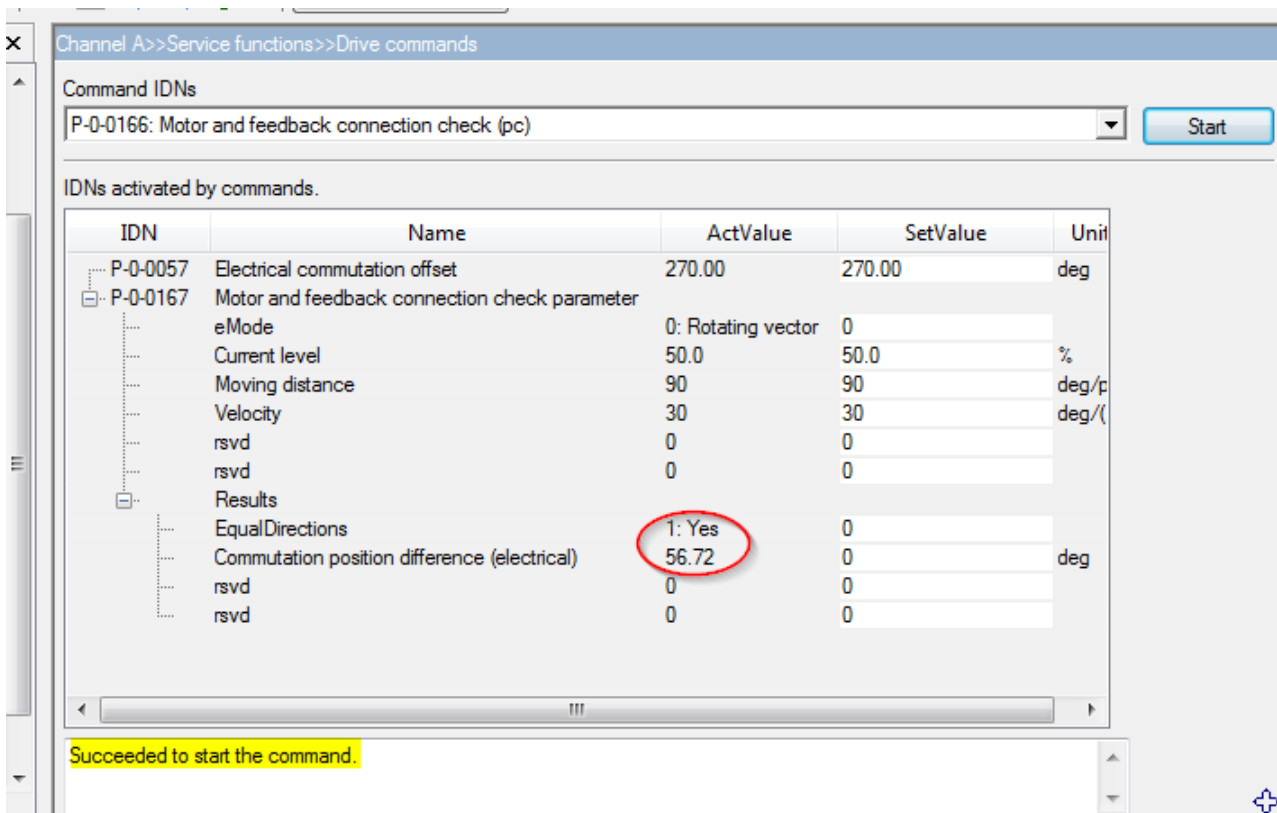 Channel A>>Service functions>>Drive commands
Command IDNs
P-0-0166: Motor and feedback connection check (pc)
Start
IDNs activated by commands.
IDN Name ActValue SetValue Unit
P-0-0057 Electrical commutation offset 270.00 270.00 deg
P-0-0167 Motor and feedback connection check parameter
eMode 0: Rotating vector 0
Current level 50.0 50.0 %
Moving distance 90 90 deg/p
Velocity 30 30 deg/(
rsvd 0 0
rsvd 0 0
Results
EqualDirections 1: Yes 0
Commutation position difference (electrical) 56.72 0 deg
rsvd 0 0
rsvd 0 0
Succeeded to start the command.